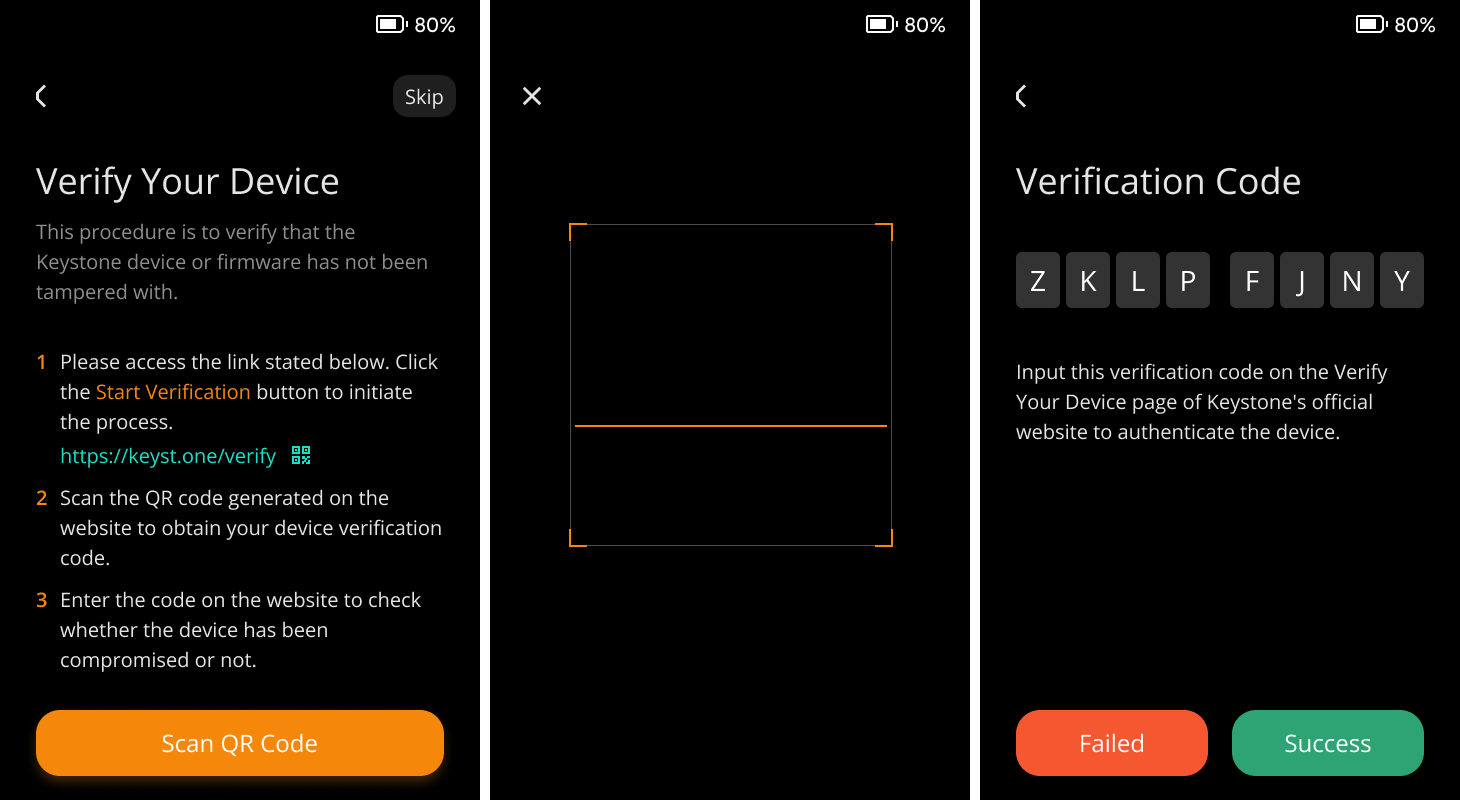 80%
Skip
Verify Your Device
This procedure is to verify that the
Keystone device or firmware has not been
tampered with.
1 Please access the link stated below. Click
the Start Verification button to initiate
the process.
https://keyst.one/verify
2 Scan the QR code generated on the
website to obtain your device verification
code.
3 Enter the code on the website to check
whether the device has been
compromised or not.
Scan QR Code
80%
80%
Verification Code
Z K L P F J N Y
Input this verification code on the Verify
Your Device page of Keystone's official
website to authenticate the device.
Failed
Success